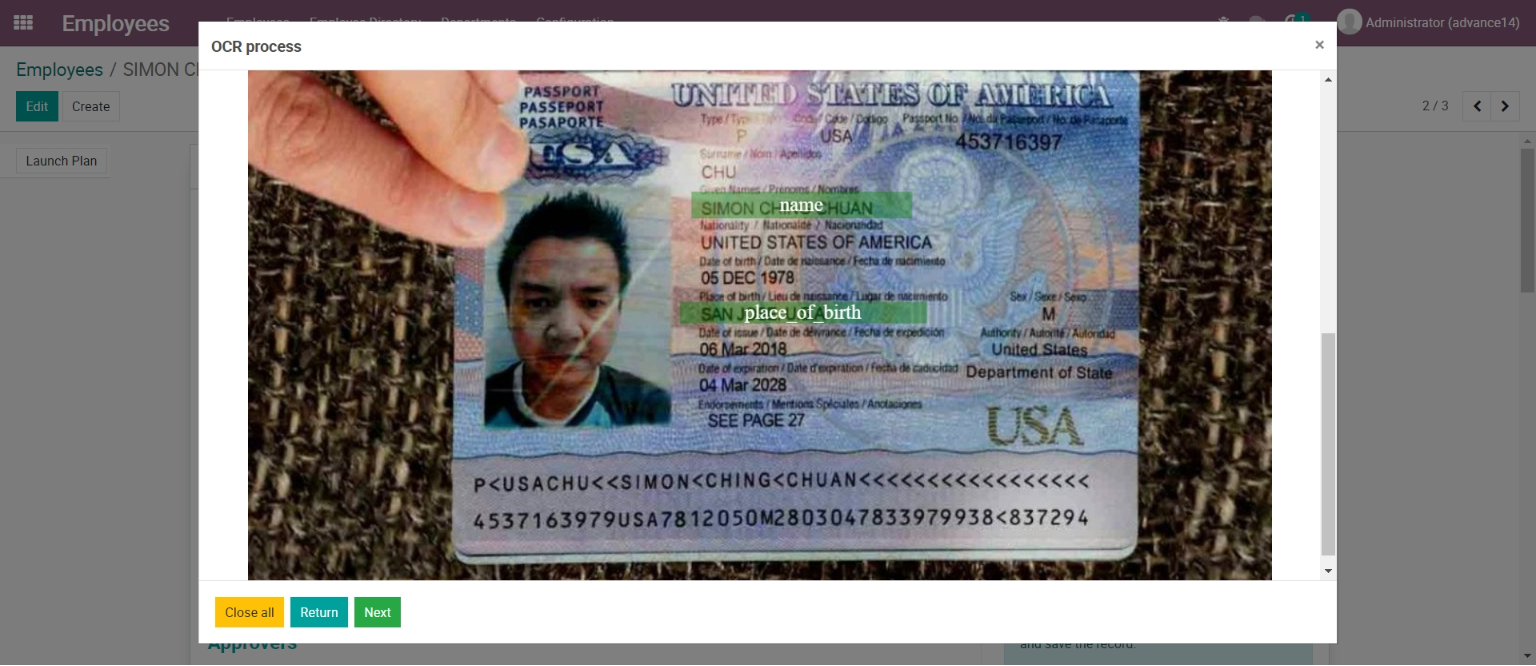 Employees Employees Employee Directory Departments Configuration 1 Administrator (advance14)
OCR process ×
Employees / SIMON C
Edit Create 2 / 3
Launch Plan
PASSPORT
PASSEPORT
PASAPORTE
USA
UNITED STATES OF AMERICA
Type / Code / Code / Codigo Passport No. / No. du Passeport / No. de Pasaporte
P USA 453716397
Surname / Nom / Apellidos
CHU
Given Names / Prénoms / Nombres
SIMON CHING CHUAN
name
Nationality / Nationalité / Nacionalidad
UNITED STATES OF AMERICA
Date of birth / Date de naissance / Fecha de nacimiento
05 DEC 1978
Place of birth / Lieu de naissance / Lugar de nacimiento Sex / Sexe / Sexo
SAN place_of_birth M
Date of issue / Date de délivrance / Fecha de expedición Authority / Autorité / Autoridad
06 Mar 2018 United States
Date of expiration / Date d'expiration / Fecha de caducidad Department of State
04 Mar 2028
Endorsements / Mentions Spéciales / Anotaciones
SEE PAGE 27 USA
P<USACHU<<SIMON<CHING<CHUAN<<<<<<<<<<<<<<<<<
4537163979USA7812050M2803047833979938<837294
Close all Return Next
Approvers and save the record.